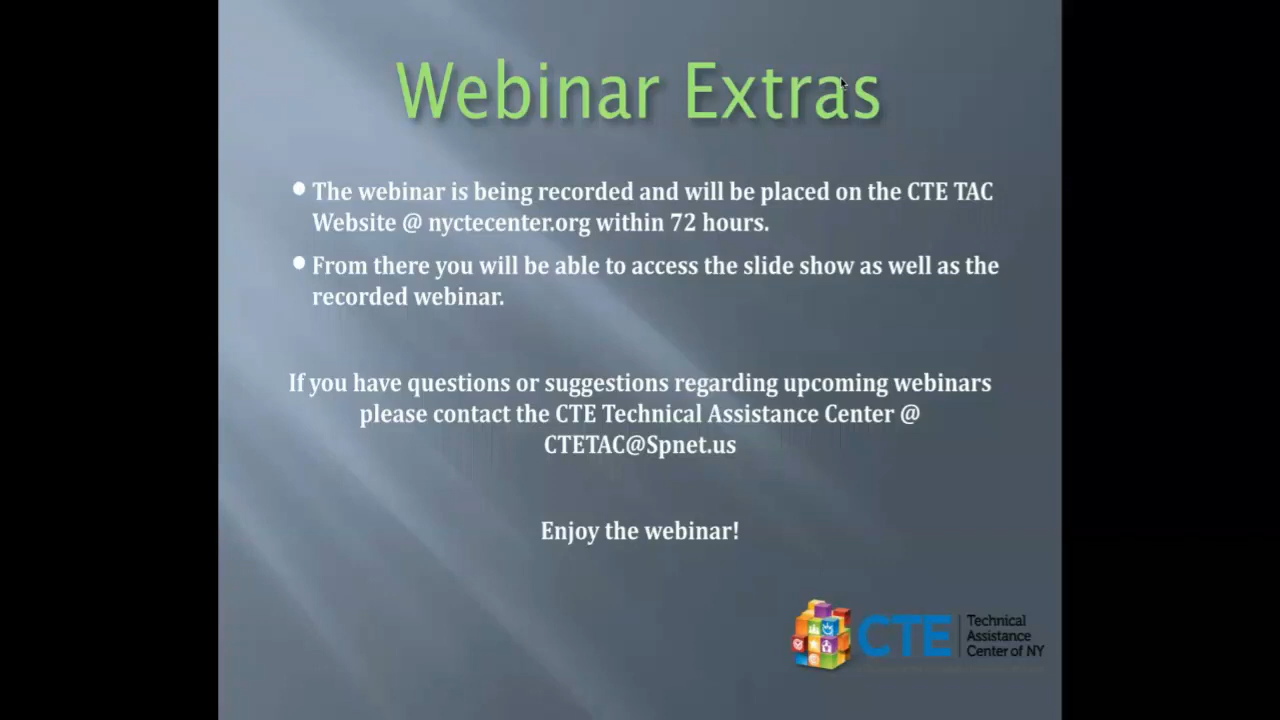 Webinar Extras
• The webinar is being recorded and will be placed on the CTE TAC
Website @ nyctecenter.org within 72 hours.
• From there you will be able to access the slide show as well as the
recorded webinar.
If you have questions or suggestions regarding upcoming webinars
please contact the CTE Technical Assistance Center @
CTETAC@Spnet.us
Enjoy the webinar!
CTE
Technical
Assistance
Center of NY